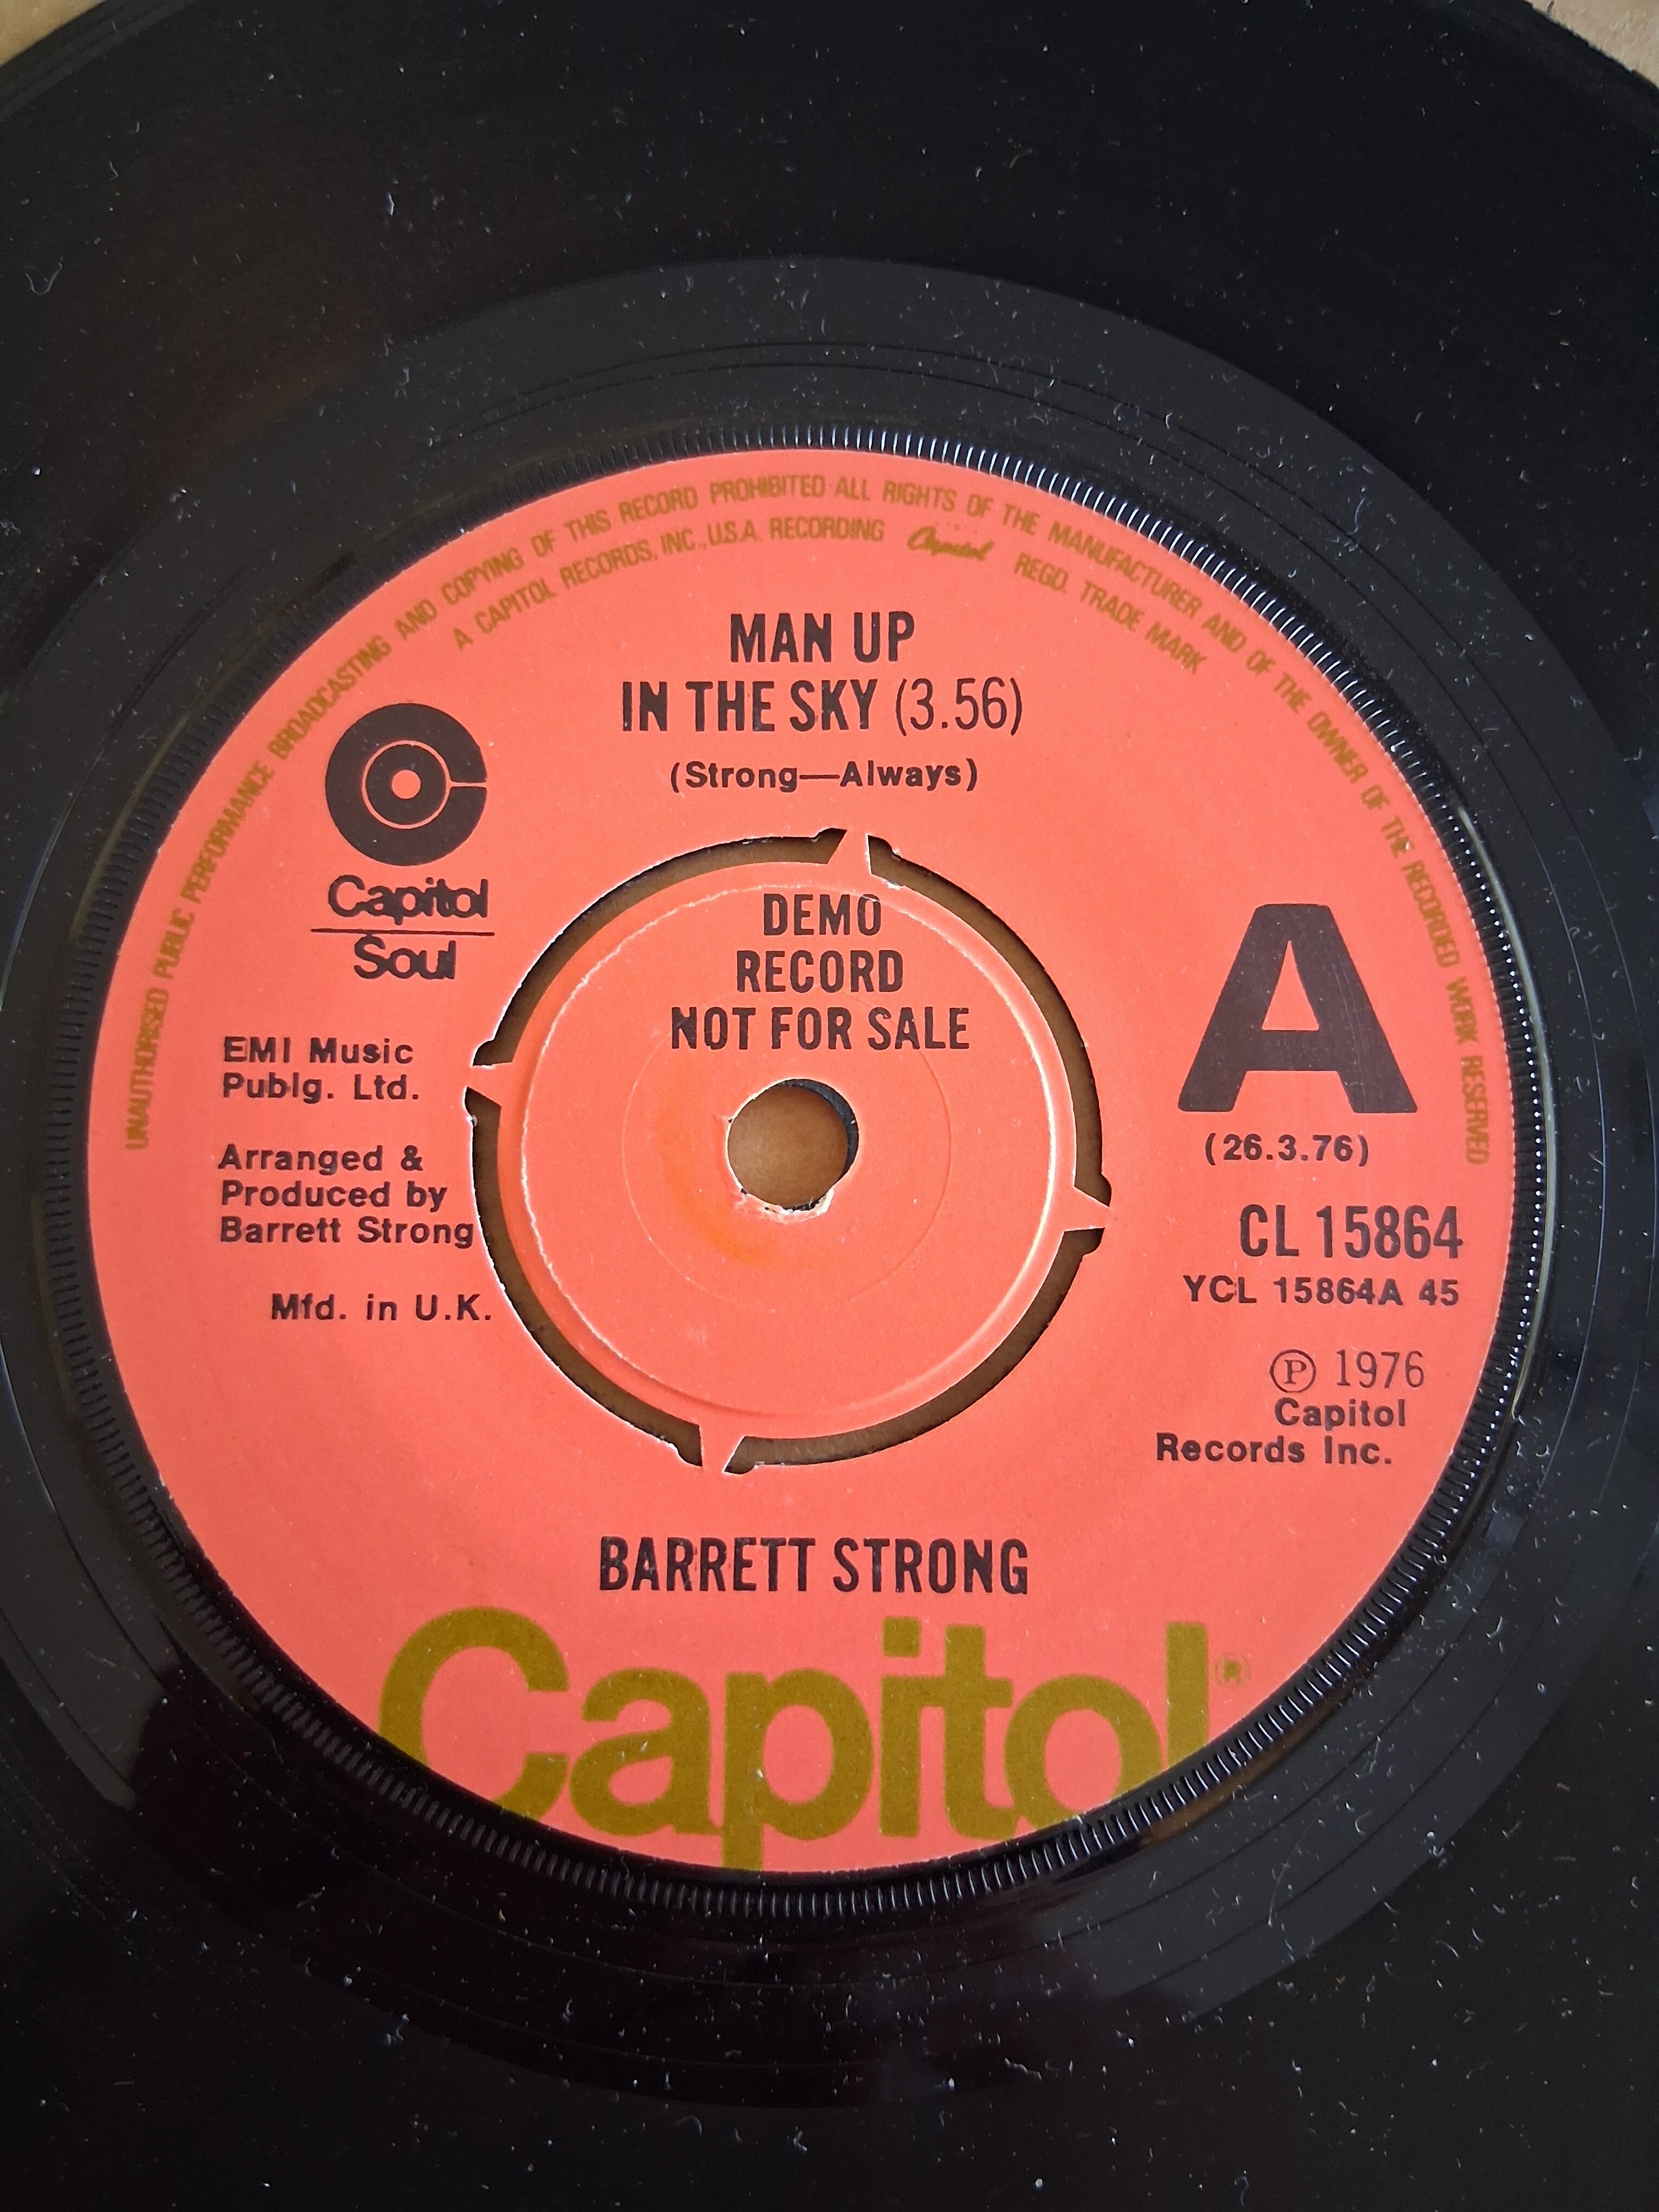 UNAUTHORISED PUBLIC PERFORMANCE BROADCASTING AND COPYING OF THIS RECORD PROHIBITED·ALL RIGHTS OF THE MANUFACTURER AND OF THE OWNER OF THE RECORDED WORK RESERVED
A CAPITOL RECORDS, INC., U.S.A. RECORDING Capitol REGD. TRADE MARK
MAN UP
IN THE SKY (3.56)
(Strong—Always)
Capitol
Soul
DEMO
RECORD
NOT FOR SALE
A
(26.3.76)
EMI Music
Publg. Ltd.
Arranged &
Produced by
Barrett Strong
Mfd. in U.K.
CL 15864
YCL 15864A 45
Ⓟ 1976
Capitol
Records Inc.
BARRETT STRONG
Capitol®